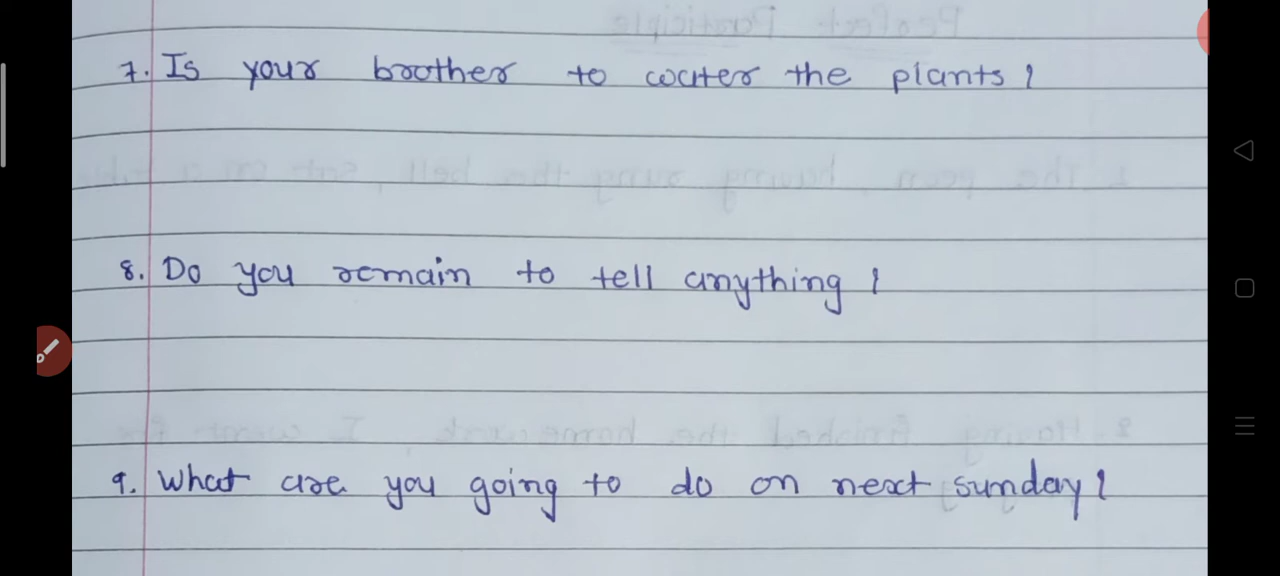 7. Is your brother to water the plants?
8. Do you remain to tell anything?
9. What are you going to do on next sunday?